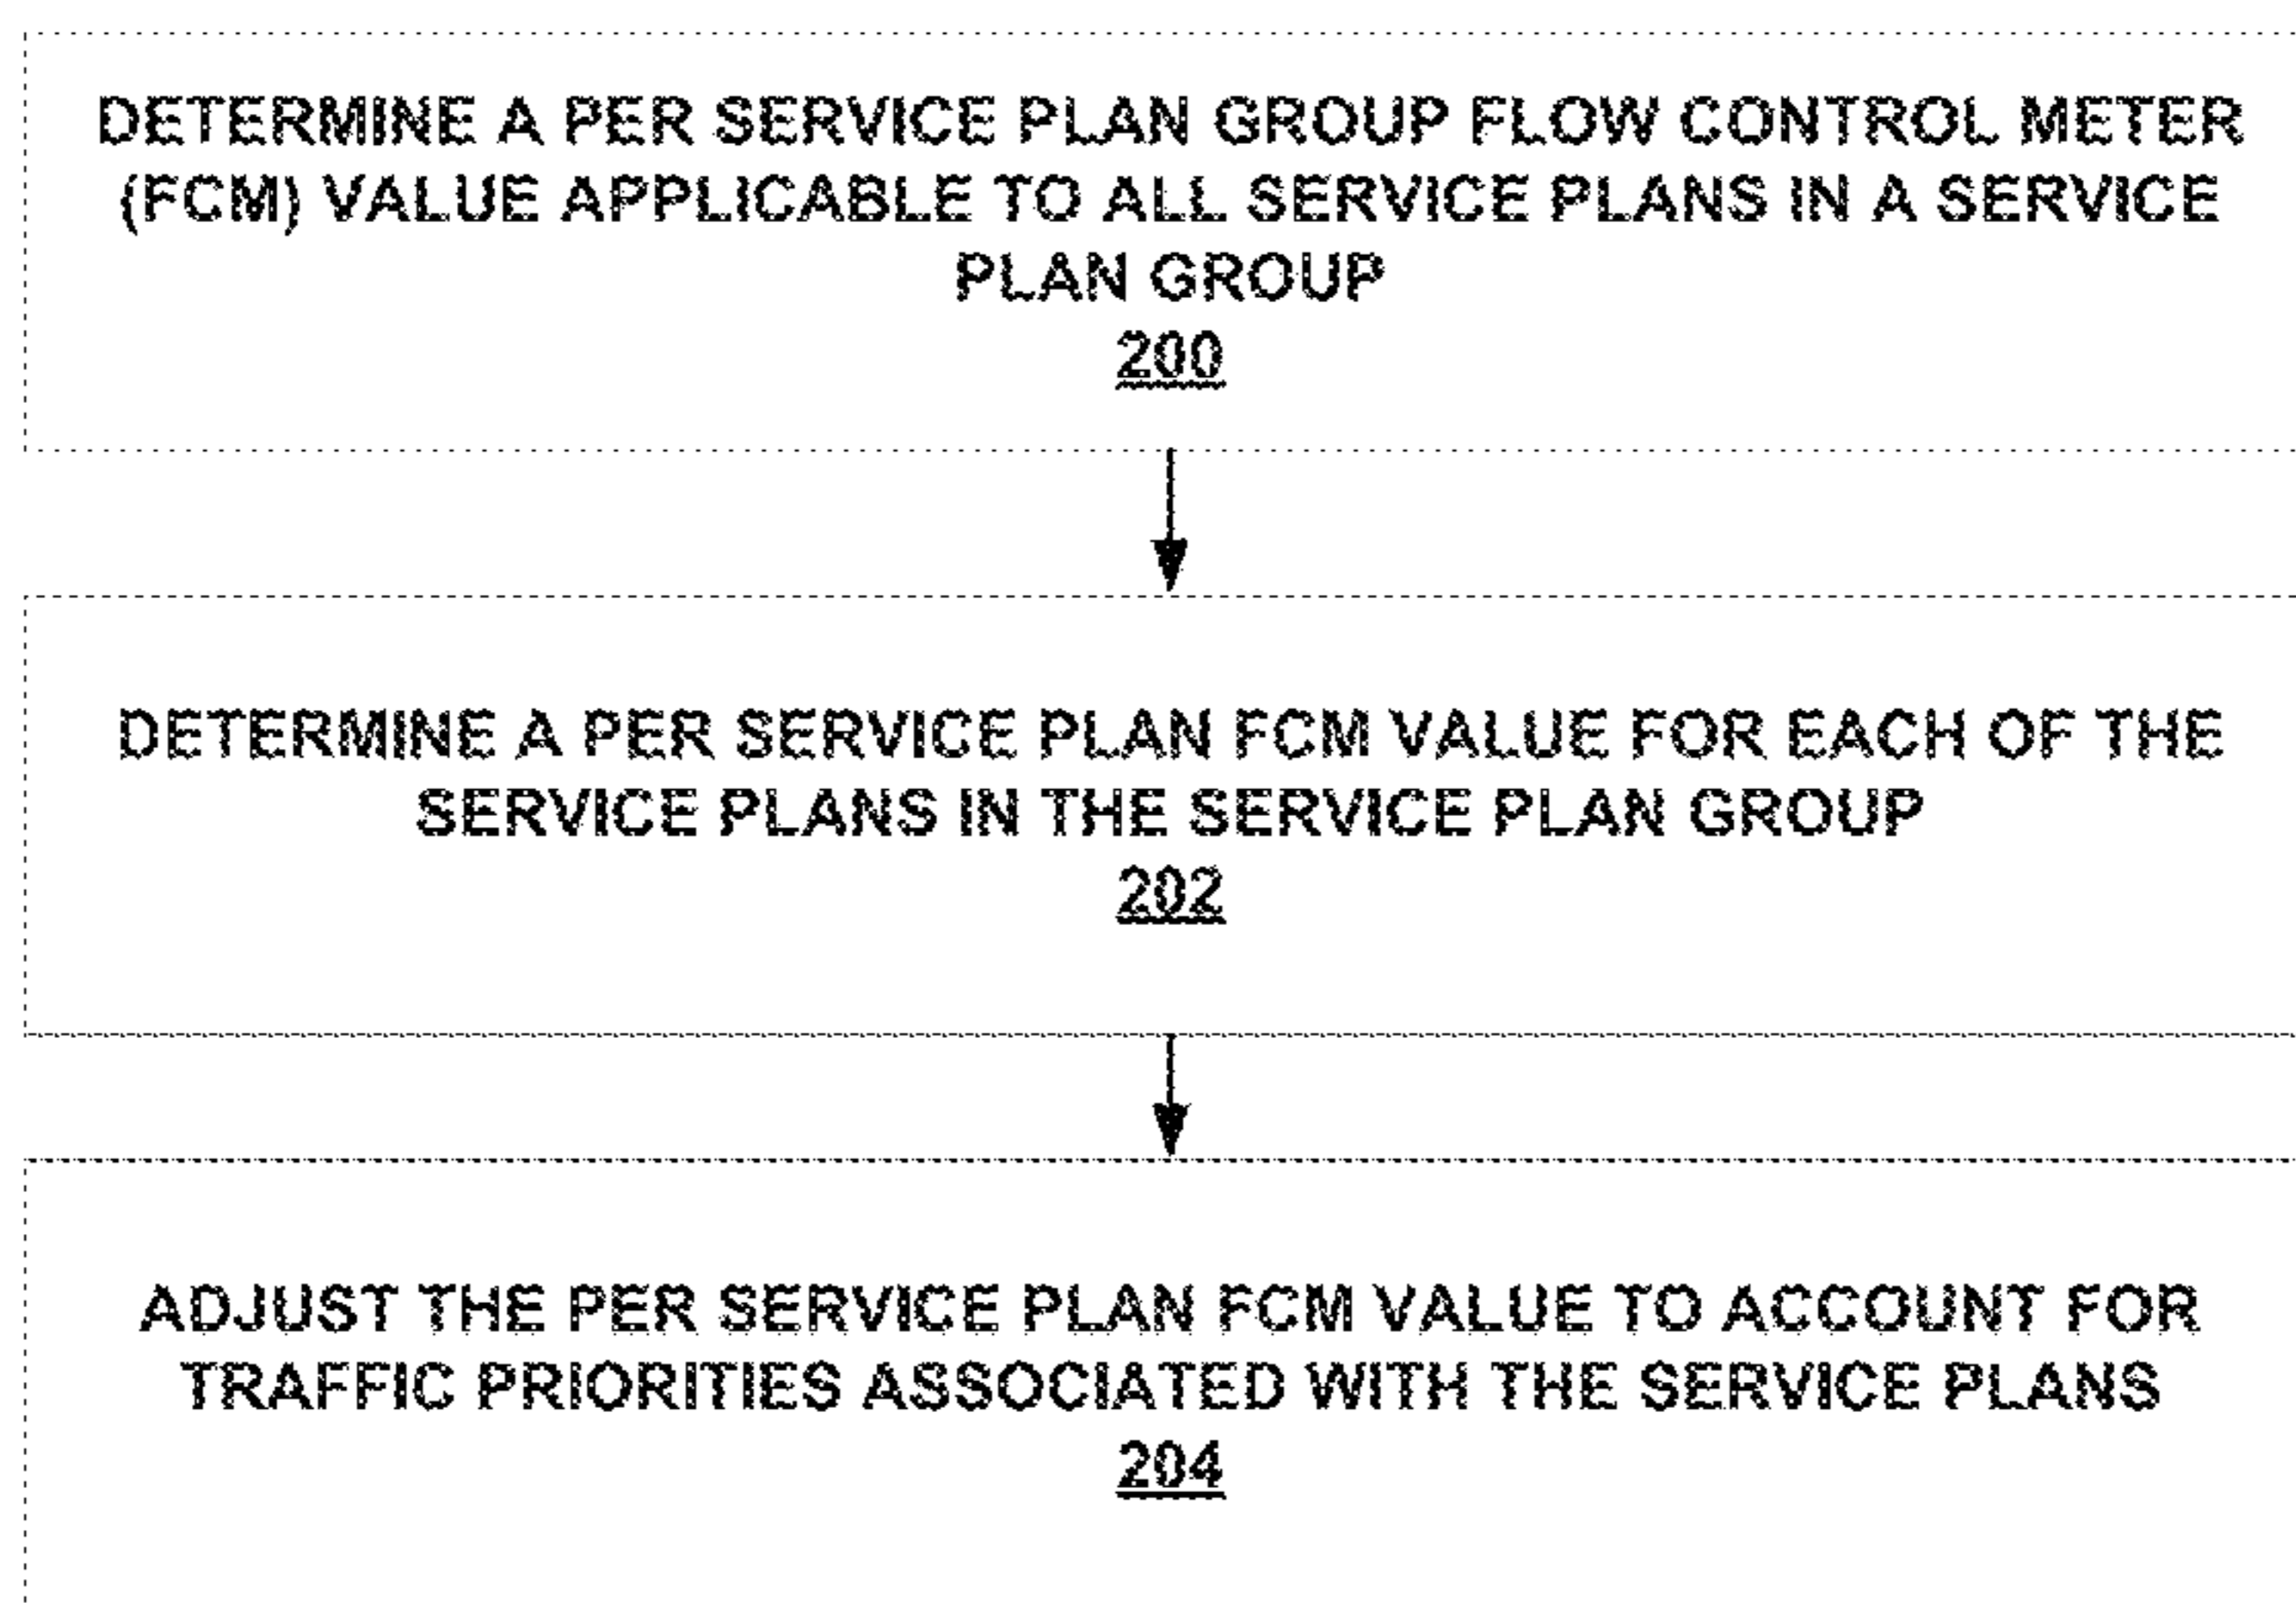 DETERMINE A PER SERVICE PLAN GROUP FLOW CONTROL METER
(FCM) VALUE APPLICABLE TO ALL SERVICE PLANS IN A SERVICE
PLAN GROUP
200
DETERMINE A PER SERVICE PLAN FCM VALUE FOR EACH OF THE
SERVICE PLANS IN THE SERVICE PLAN GROUP
202
ADJUST THE PER SERVICE PLAN FCM VALUE TO ACCOUNT FOR
TRAFFIC PRIORITIES ASSOCIATED WITH THE SERVICE PLANS
204